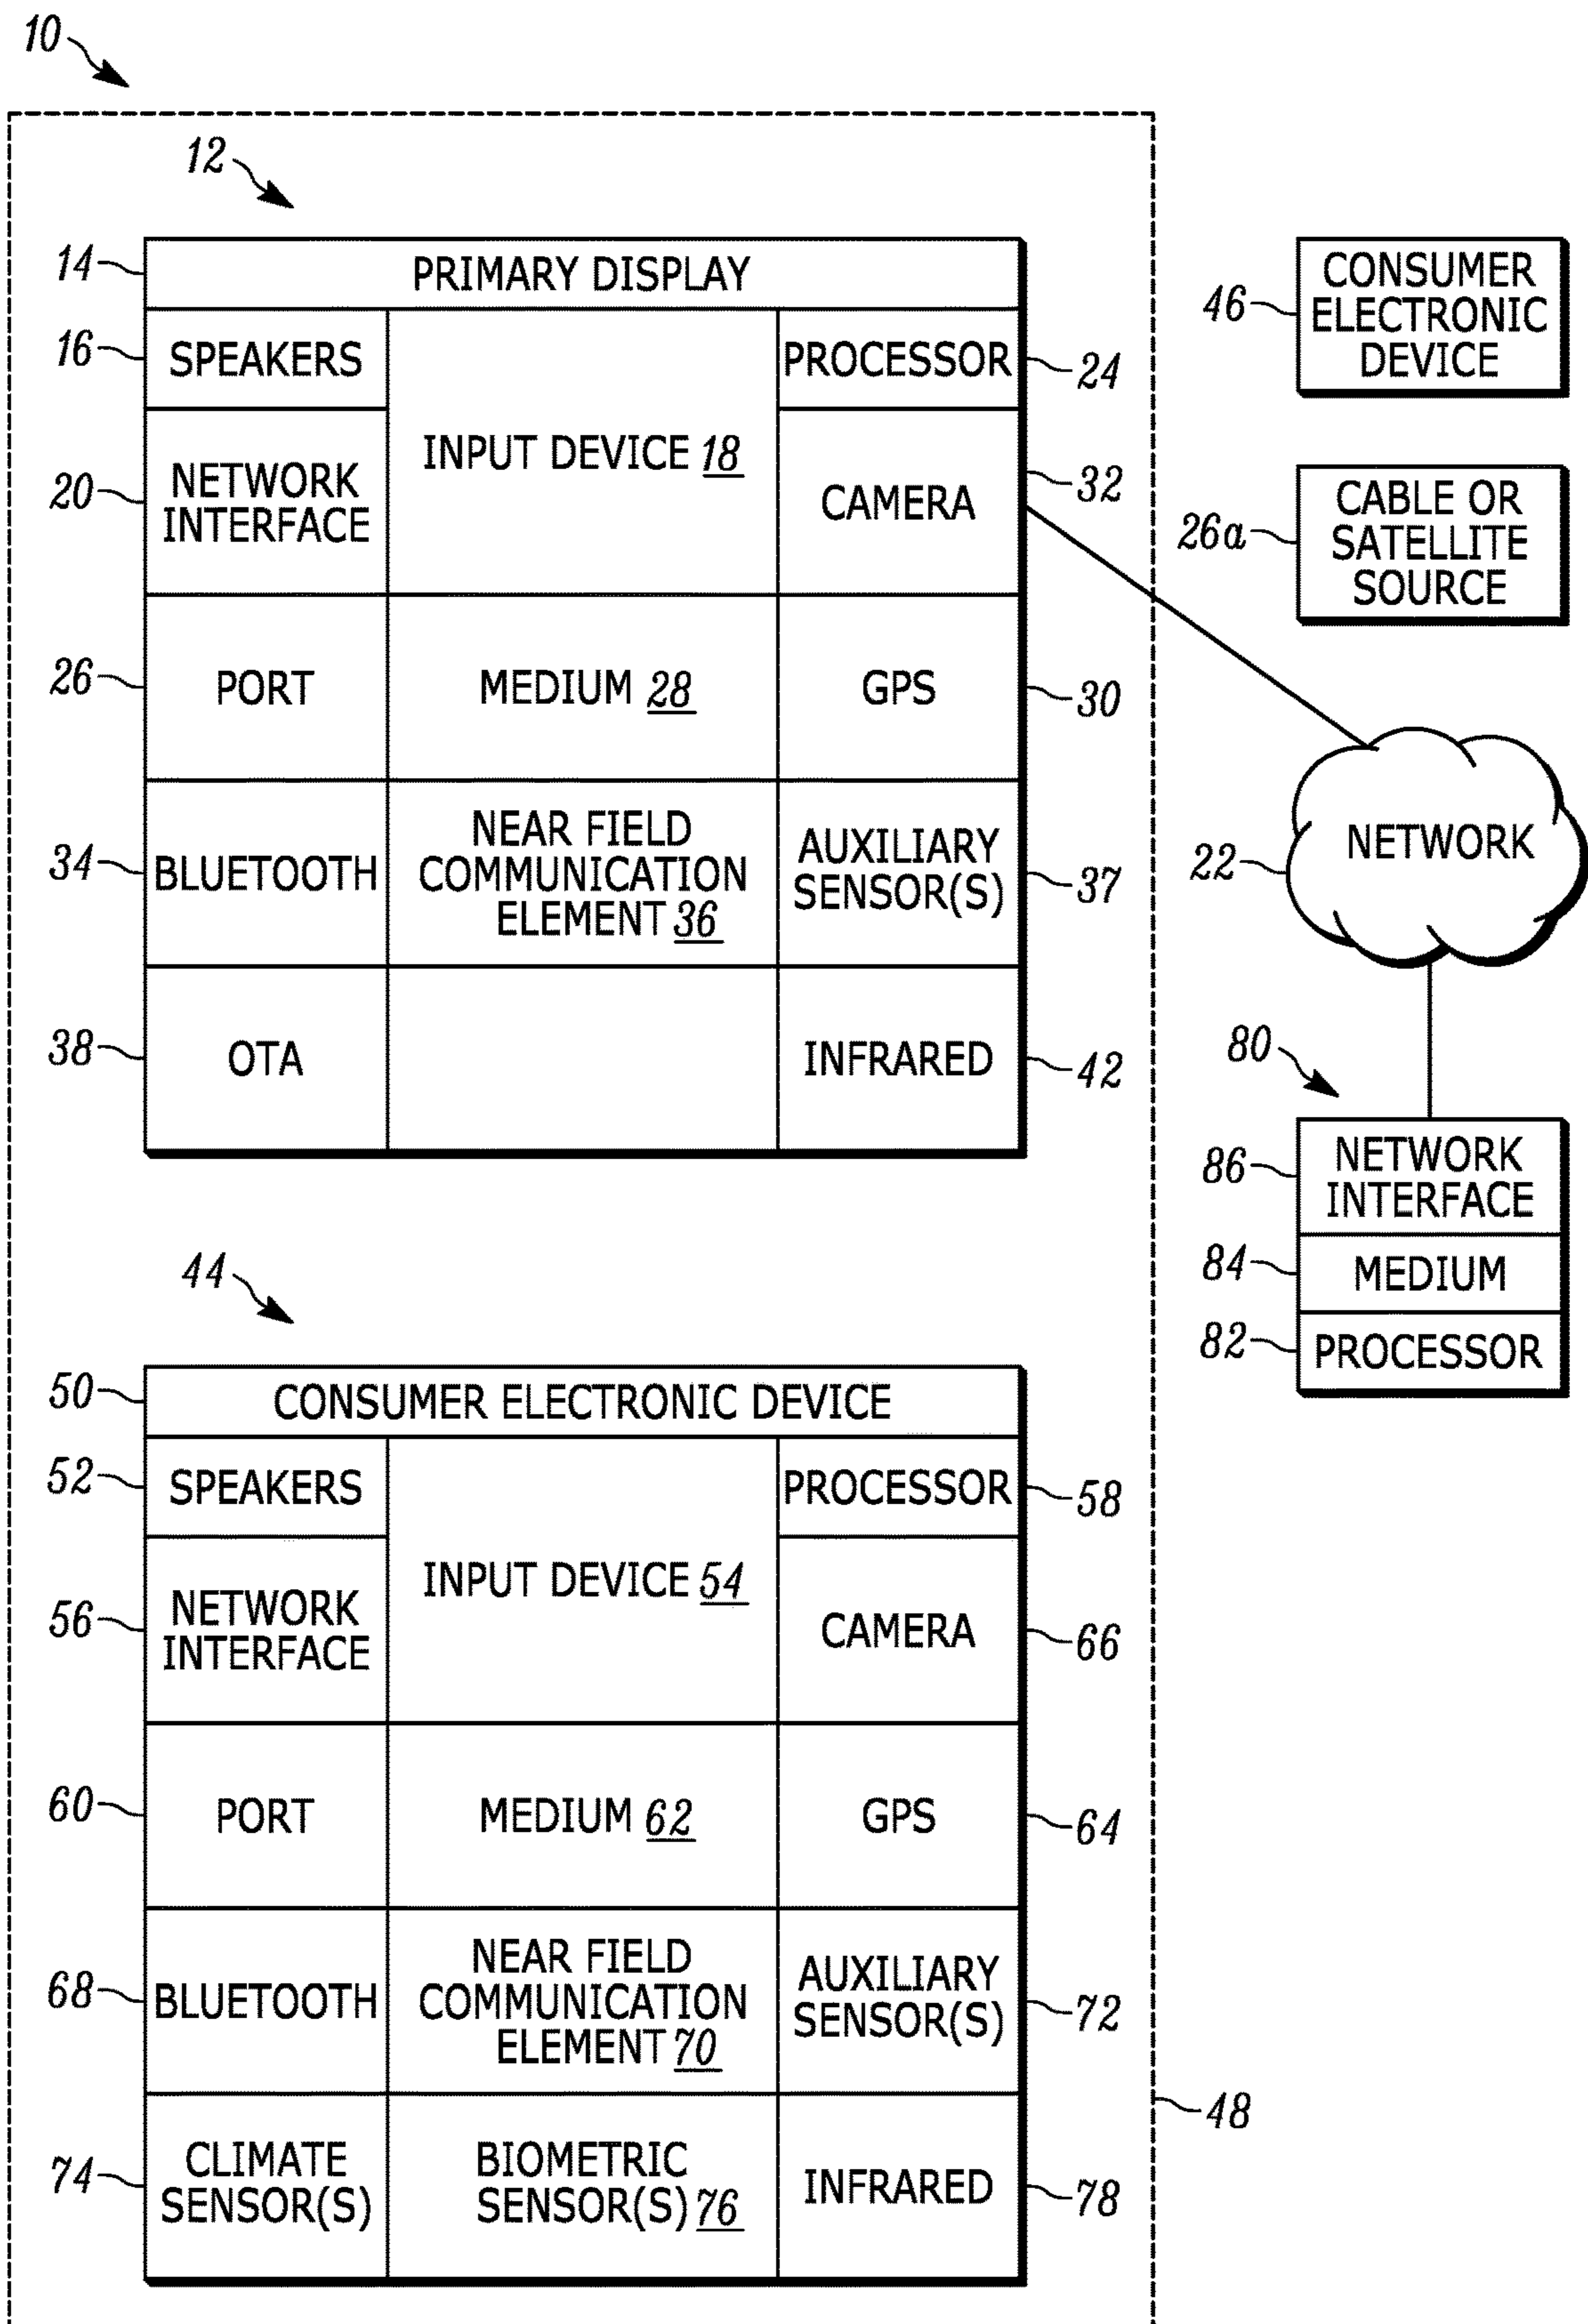 10
12
14
PRIMARY DISPLAY
16
SPEAKERS
INPUT DEVICE 18
PROCESSOR
24
20
NETWORK
INTERFACE
CAMERA
32
26
PORT
MEDIUM 28
GPS
30
34
BLUETOOTH
NEAR FIELD
COMMUNICATION
ELEMENT 36
AUXILIARY
SENSOR(S)
37
38
OTA
INFRARED
42
46
CONSUMER
ELECTRONIC
DEVICE
26a
CABLE OR
SATELLITE
SOURCE
22
NETWORK
80
86
NETWORK
INTERFACE
84
MEDIUM
82
PROCESSOR
44
50
CONSUMER ELECTRONIC DEVICE
52
SPEAKERS
INPUT DEVICE 54
PROCESSOR
58
56
NETWORK
INTERFACE
CAMERA
66
60
PORT
MEDIUM 62
GPS
64
68
BLUETOOTH
NEAR FIELD
COMMUNICATION
ELEMENT 70
AUXILIARY
SENSOR(S)
72
74
CLIMATE
SENSOR(S)
BIOMETRIC
SENSOR(S) 76
INFRARED
78
48